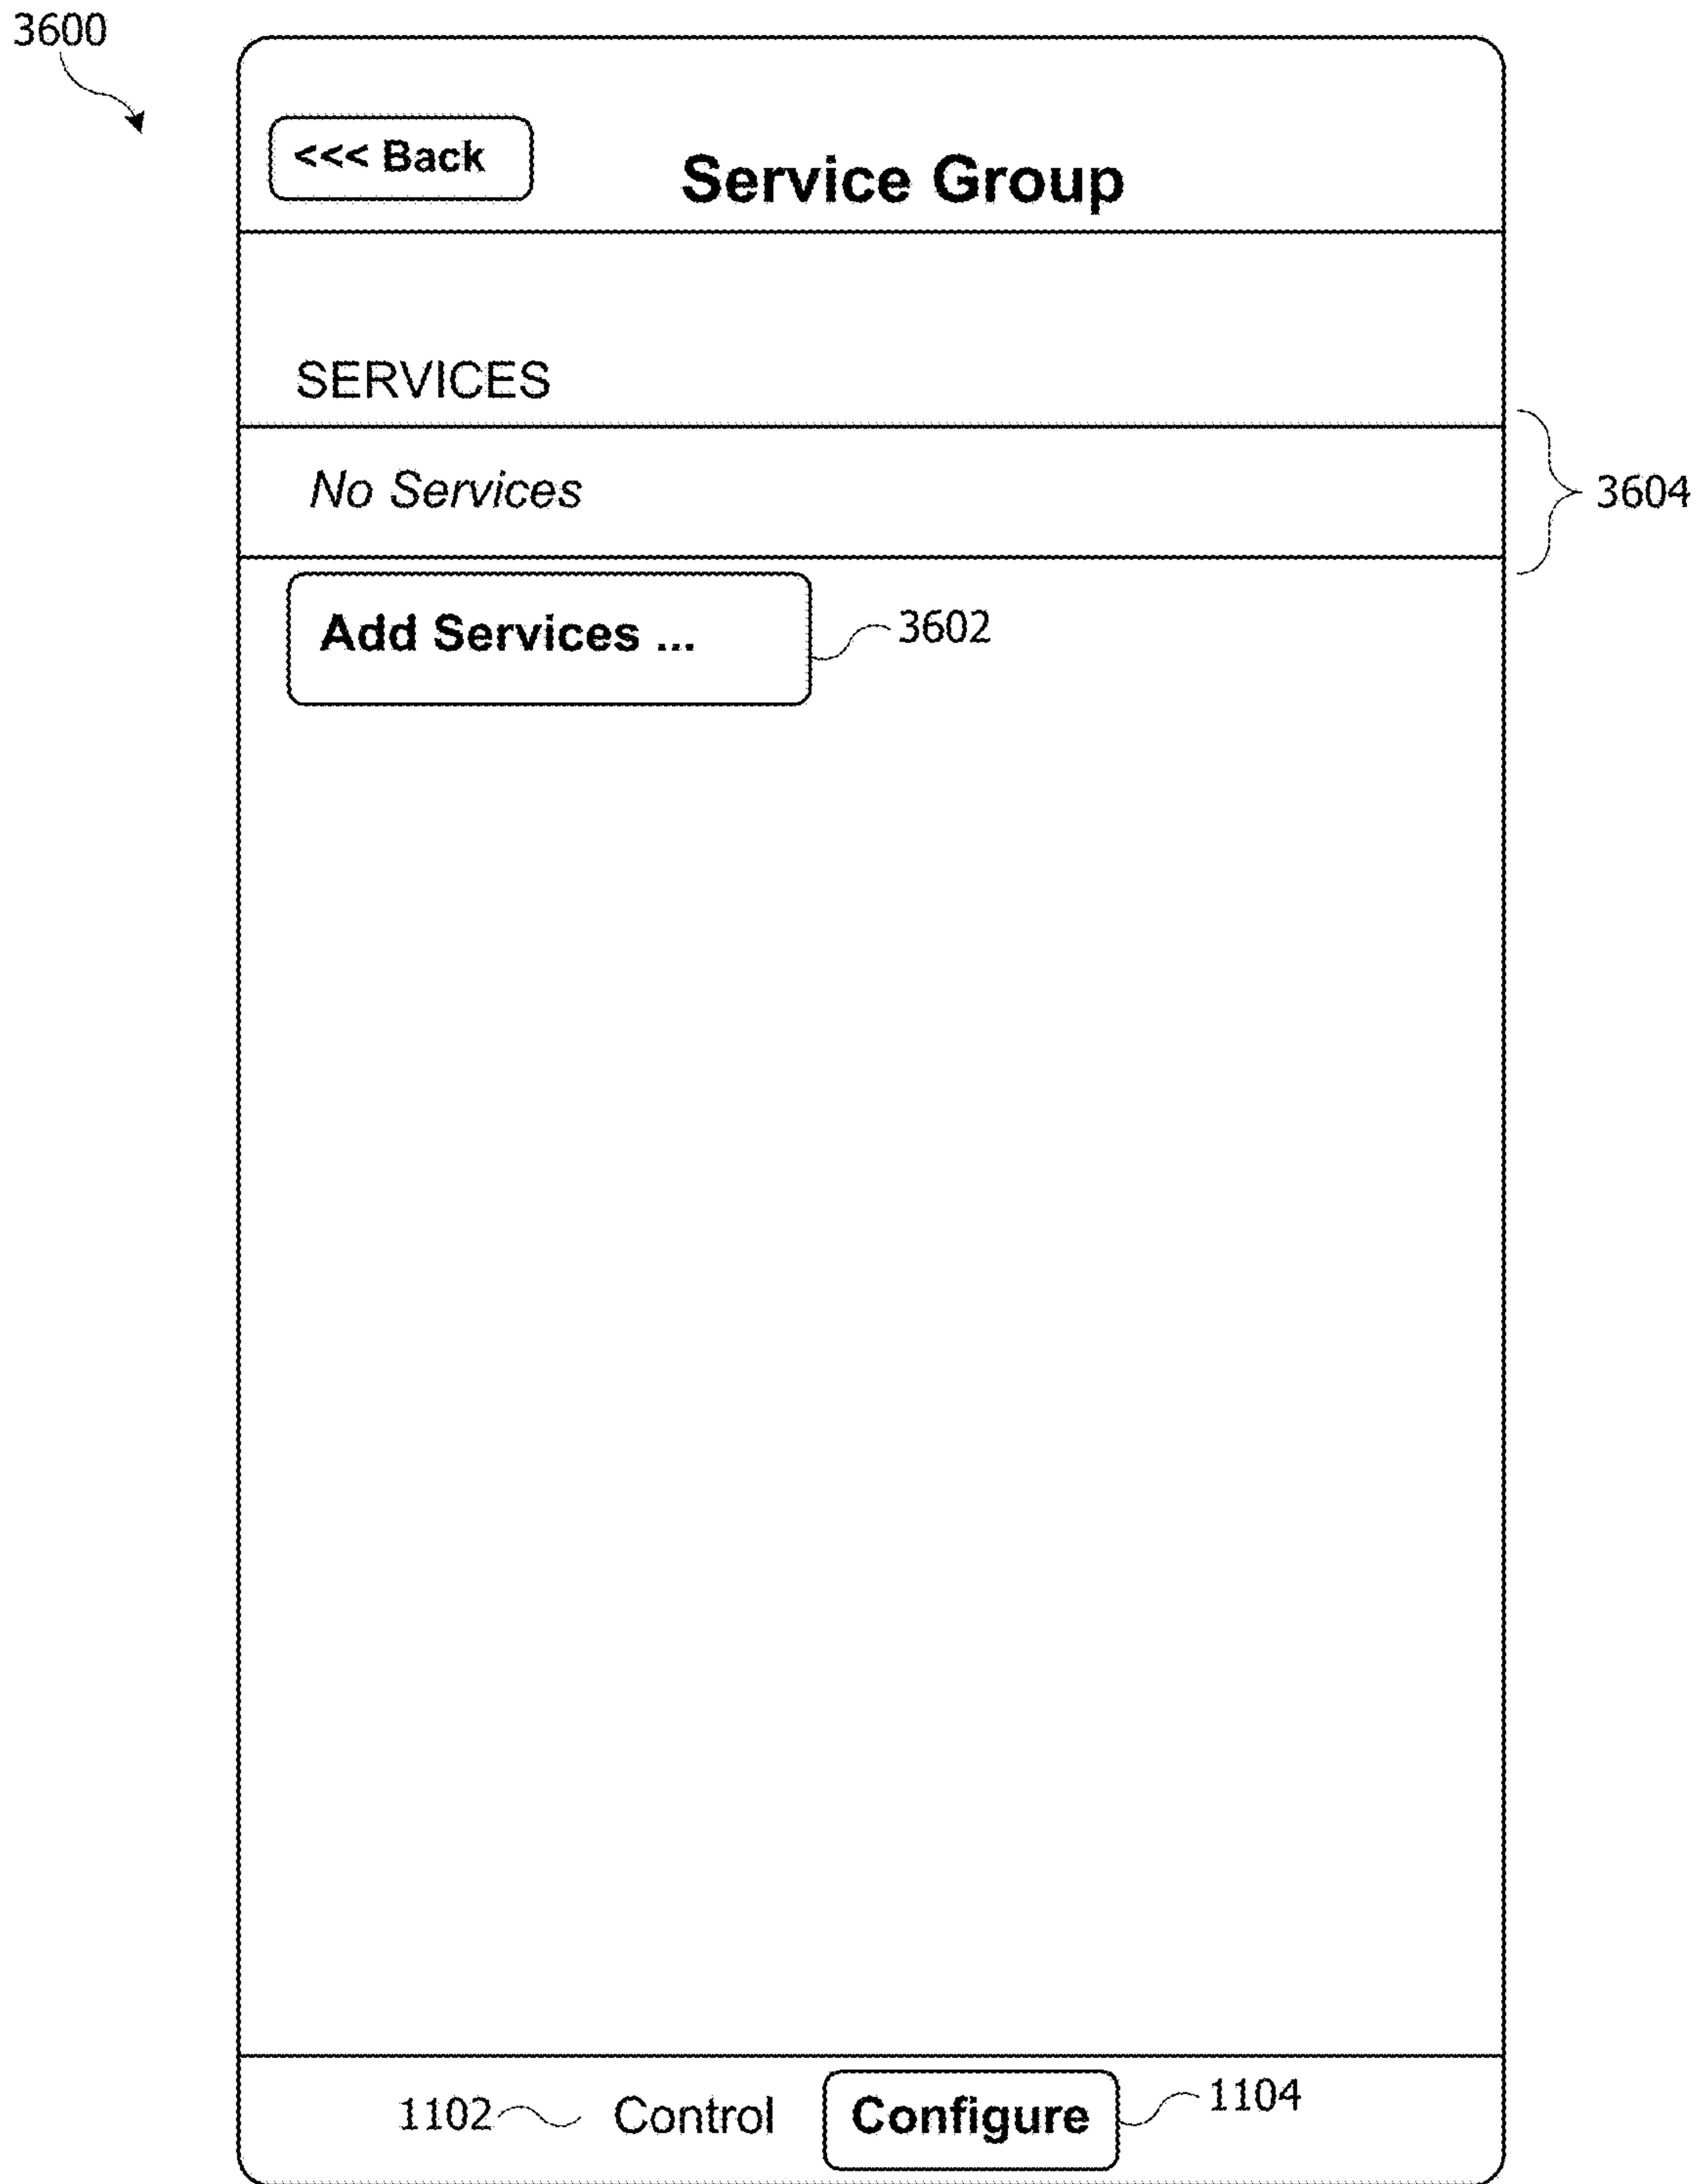 3600
<<< Back
Service Group
SERVICES
No Services
3604
Add Services ...
3602
1102
Control
Configure
1104